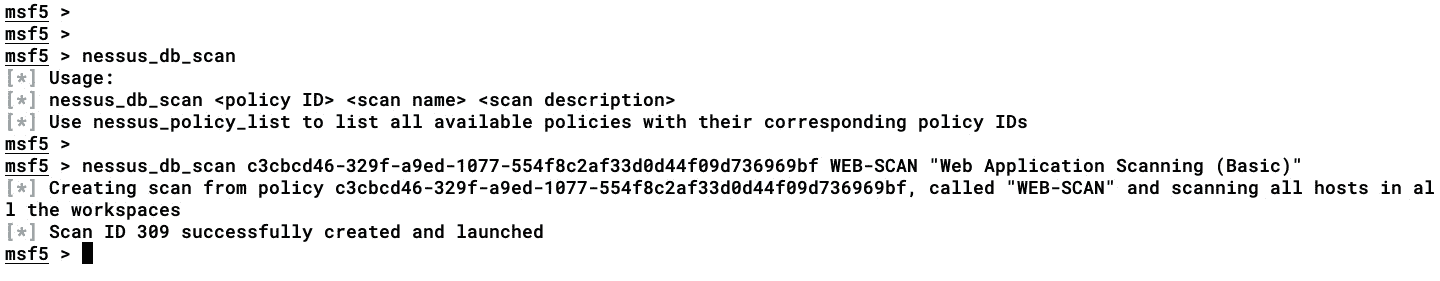 msf5 >
msf5 >
msf5 > nessus_db_scan
[*] Usage:
[*] nessus_db_scan <policy ID> <scan name> <scan description>
[*] Use nessus_policy_list to list all available policies with their corresponding policy IDs
msf5 >
msf5 > nessus_db_scan c3cbcd46-329f-a9ed-1077-554f8c2af33d0d44f09d736969bf WEB-SCAN "Web Application Scanning (Basic)"
[*] Creating scan from policy c3cbcd46-329f-a9ed-1077-554f8c2af33d0d44f09d736969bf, called "WEB-SCAN" and scanning all hosts in al
l the workspaces
[*] Scan ID 309 successfully created and launched
msf5 >